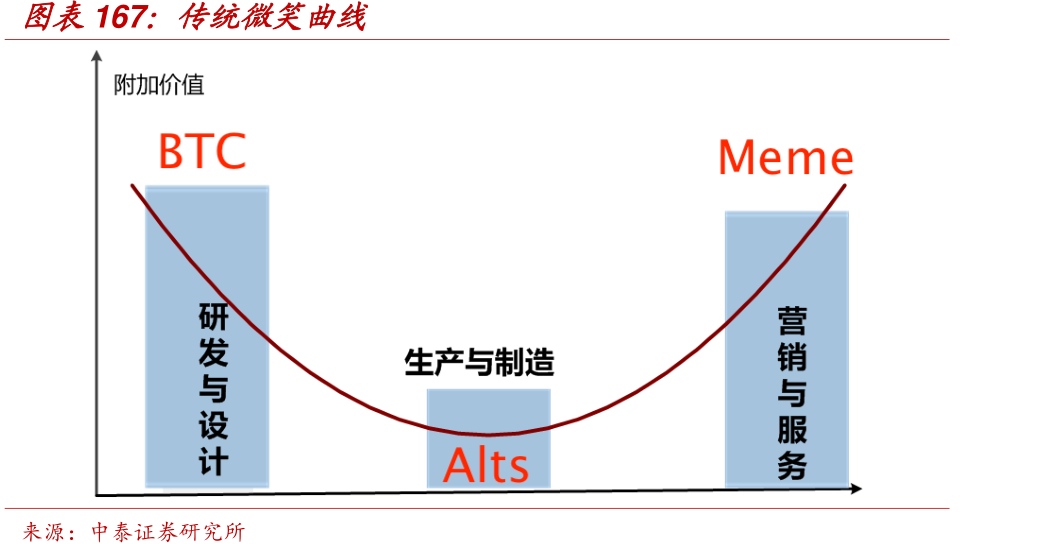 图表 167：传统微笑曲线
附加价值
BTC
Meme
研发与设计
生产与制造
营销与服务
Alts
来源：中泰证券研究所